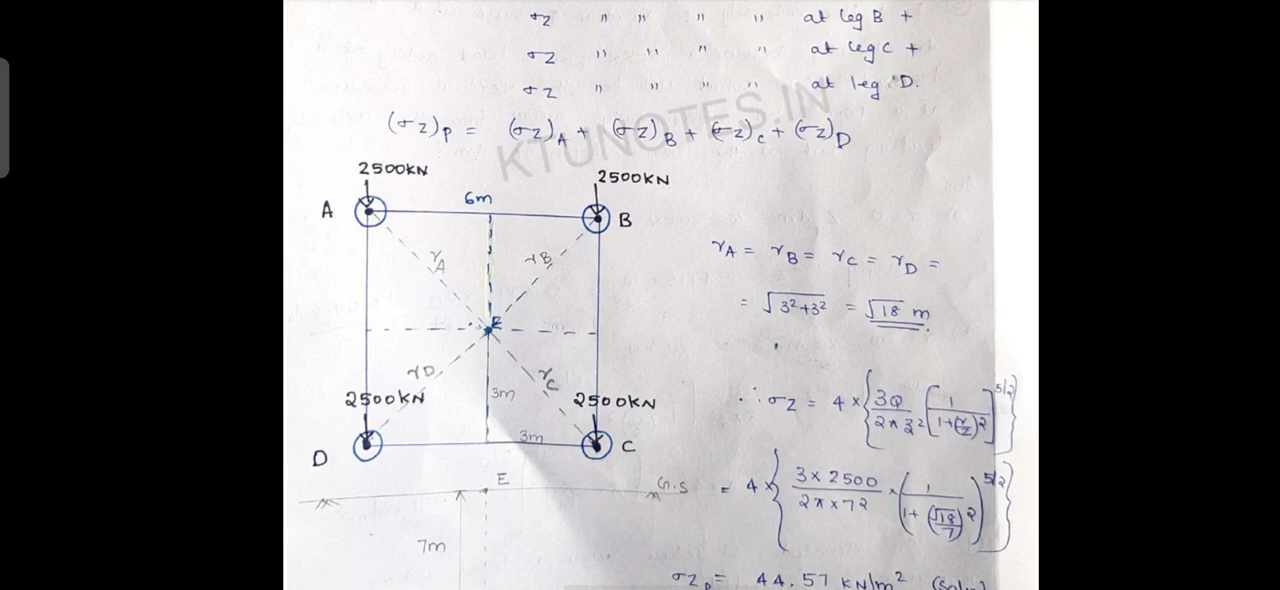 σz " " " " at leg B +
σz " " " " at leg C +
σz " " " " at leg D.
(σz)P = (σz)A + (σz)B + (σz)C + (σz)D
KTUNOTES.IN
2500KN 2500KN
A 6m B
rA rB
rA = rB = rC = rD =
= √3²+3² = √18 m
E
rD rC
2500KN 3m 2500KN
∴ σz = 4 × { 3Q / 2πz² [ 1 / 1+(r/z)² ]^5/2 }
D 3m C
E G.S
= 4 × { 3 × 2500 / 2π × 7² × ( 1 / 1 + (√18/7)² )^5/2 }
7m
σzp = 44.57 KN/m²